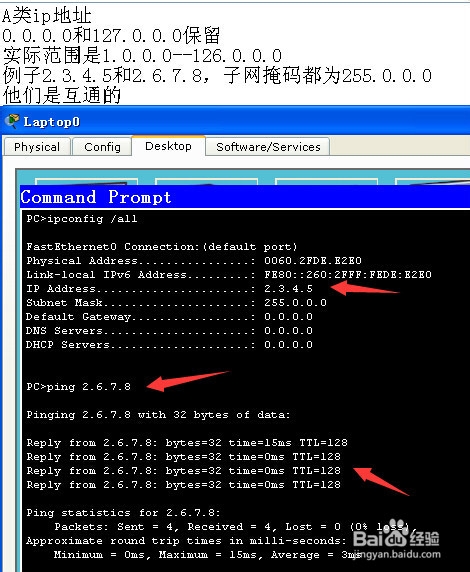 A类ip地址
0.0.0.0和127.0.0.0保留
实际范围是1.0.0.0--126.0.0.0
例子2.3.4.5和2.6.7.8，子网掩码都为255.0.0.0
他们是互通的
Laptop0
Physical Config Desktop Software/Services
Command Prompt
PC>ipconfig /all
FastEthernet0 Connection:(default port)
Physical Address................: 0060.2FDE.E2E0
Link-local IPv6 Address.........: FE80::260:2FFF:FEDE:E2E0
IP Address......................: 2.3.4.5
Subnet Mask.....................: 255.0.0.0
Default Gateway.................: 0.0.0.0
DNS Servers.....................: 0.0.0.0
DHCP Servers....................: 0.0.0.0
PC>ping 2.6.7.8
Pinging 2.6.7.8 with 32 bytes of data:
Reply from 2.6.7.8: bytes=32 time=15ms TTL=128
Reply from 2.6.7.8: bytes=32 time=0ms TTL=128
Reply from 2.6.7.8: bytes=32 time=0ms TTL=128
Reply from 2.6.7.8: bytes=32 time=0ms TTL=128
Ping statistics for 2.6.7.8:
Packets: Sent = 4, Received = 4, Lost = 0 (0% loss),
Approximate round trip times in milli-seconds:
Minimum = 0ms, Maximum = 15ms, Average = 3ms
Baidu经验
jingyan.baidu.com